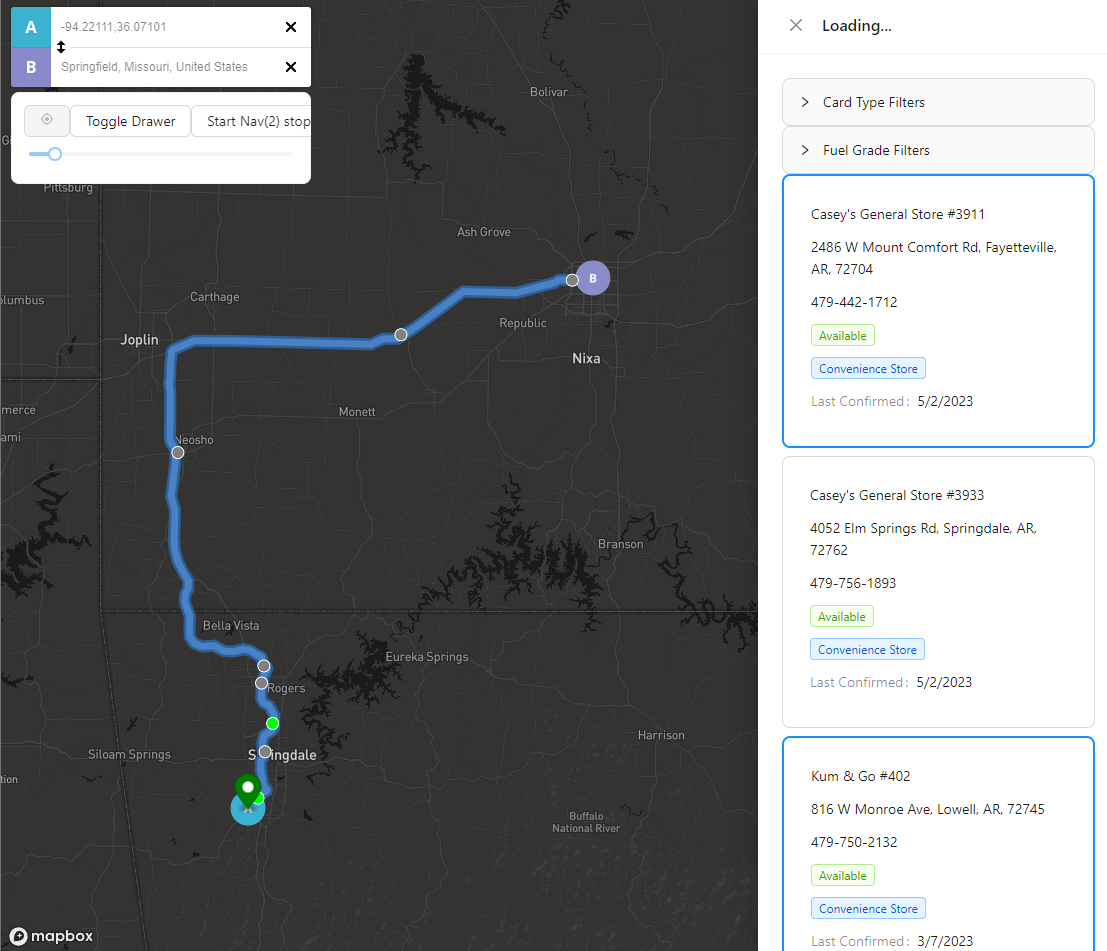 A
-94.22111,36.07101
B
Springfield, Missouri, United States
Toggle Drawer
Start Nav(2) stop
Bolivar
Pittsburg
Ash Grove
Carthage
B
Republic
Joplin
Nixa
Monett
Neosho
Branson
Bella Vista
Eureka Springs
Rogers
Harrison
Siloam Springs
Springdale
A
Buffalo
National River
mapbox
Loading...
Card Type Filters
Fuel Grade Filters
Casey's General Store #3911
2486 W Mount Comfort Rd, Fayetteville,
AR, 72704
479-442-1712
Available
Convenience Store
Last Confirmed: 5/2/2023
Casey's General Store #3933
4052 Elm Springs Rd, Springdale, AR,
72762
479-756-1893
Available
Convenience Store
Last Confirmed: 5/2/2023
Kum & Go #402
816 W Monroe Ave, Lowell, AR, 72745
479-750-2132
Available
Convenience Store
Last Confirmed: 3/7/2023